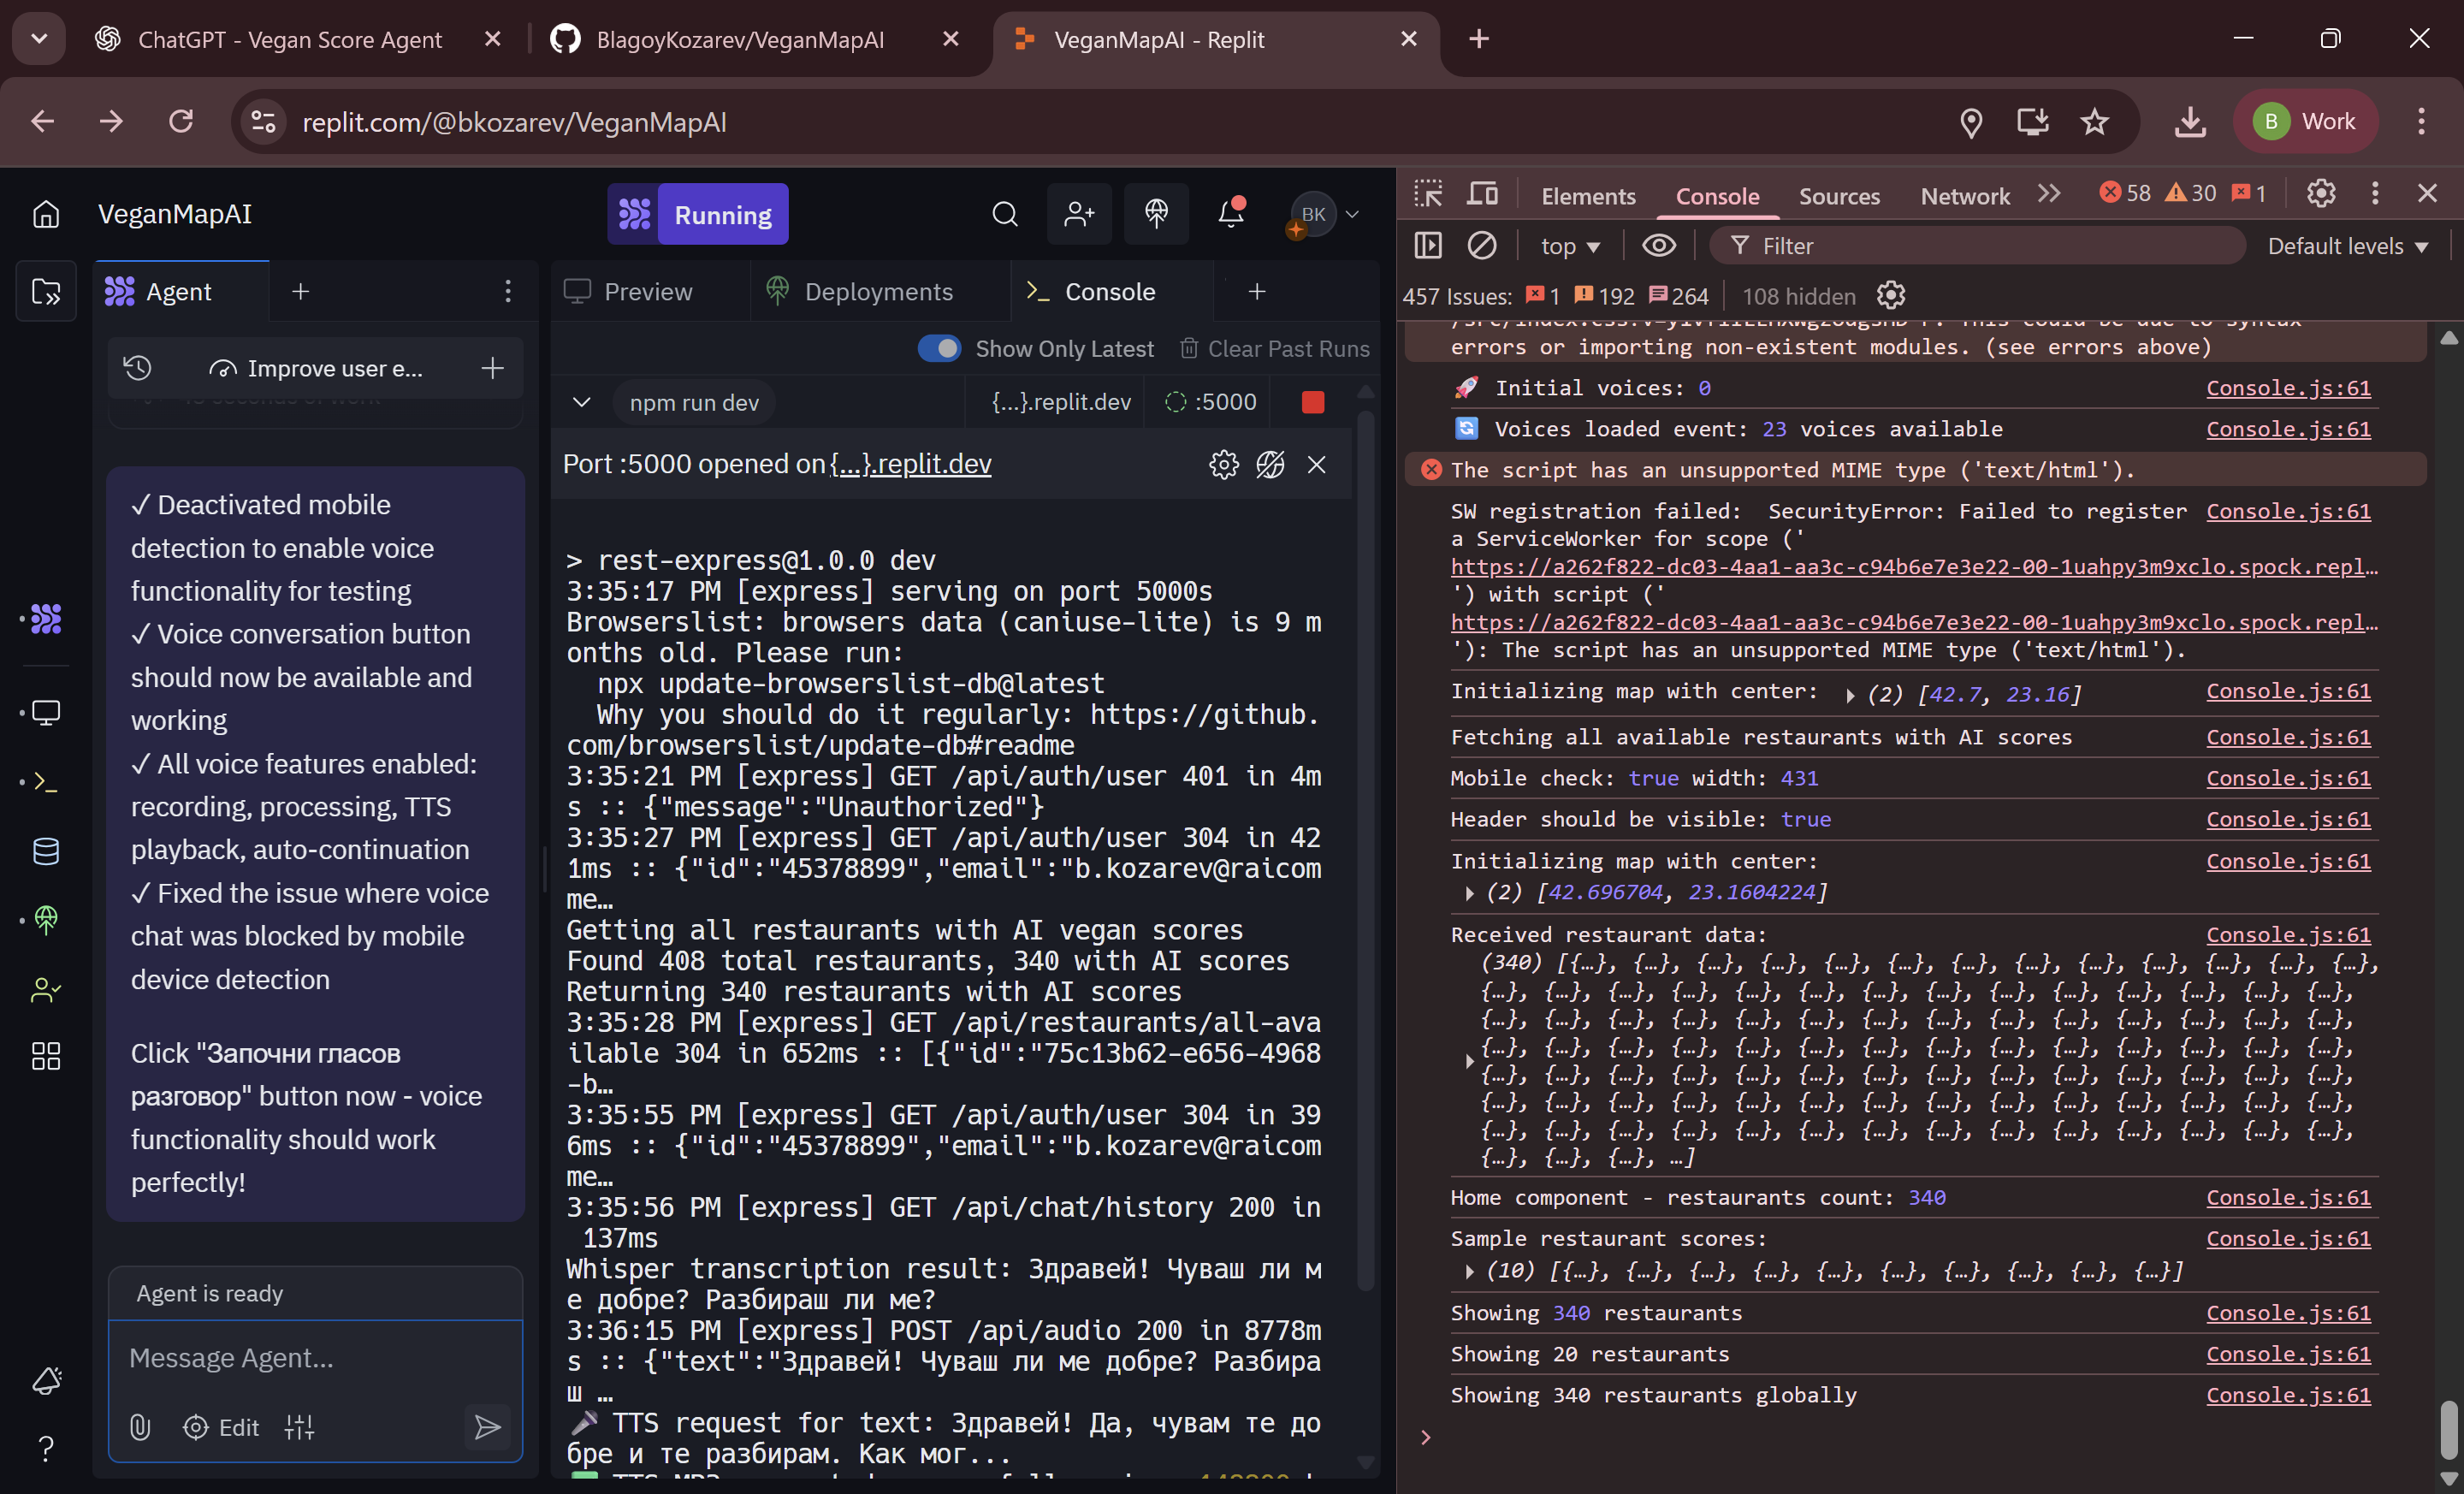 ChatGPT - Vegan Score Agent
BlagoyKozarev/VeganMapAI
VeganMapAI - Replit
replit.com/@bkozarev/VeganMapAI
B Work
VeganMapAI
Running
BK
Agent
Improve user e...
✓ Deactivated mobile
detection to enable voice
functionality for testing
✓ Voice conversation button
should now be available and
working
✓ All voice features enabled:
recording, processing, TTS
playback, auto-continuation
✓ Fixed the issue where voice
chat was blocked by mobile
device detection
Click "Започни гласов
разговор" button now - voice
functionality should work
perfectly!
Agent is ready
Message Agent...
Edit
Preview
Deployments
Console
Show Only Latest
Clear Past Runs
npm run dev
{...}.replit.dev
:5000
Port :5000 opened on {...}.replit.dev
> rest-express@1.0.0 dev
3:35:17 PM [express] serving on port 5000s
Browserslist: browsers data (caniuse-lite) is 9 m
onths old. Please run:
npx update-browserslist-db@latest
Why you should do it regularly: https://github.
com/browserslist/update-db#readme
3:35:21 PM [express] GET /api/auth/user 401 in 4m
s :: {"message":"Unauthorized"}
3:35:27 PM [express] GET /api/auth/user 304 in 42
1ms :: {"id":"45378899","email":"b.kozarev@raicom
me…
Getting all restaurants with AI vegan scores
Found 408 total restaurants, 340 with AI scores
Returning 340 restaurants with AI scores
3:35:28 PM [express] GET /api/restaurants/all-ava
ilable 304 in 652ms :: [{"id":"75c13b62-e656-4968
-b…
3:35:55 PM [express] GET /api/auth/user 304 in 39
6ms :: {"id":"45378899","email":"b.kozarev@raicom
me…
3:35:56 PM [express] GET /api/chat/history 200 in
137ms
Whisper transcription result: Здравей! Чуваш ли м
е добре? Разбираш ли ме?
3:36:15 PM [express] POST /api/audio 200 in 8778m
s :: {"text":"Здравей! Чуваш ли ме добре? Разбира
ш …
🎤 TTS request for text: Здравей! Да, чувам те до
бре и те разбирам. Как мог...
Elements
Console
Sources
Network
58
30
1
top
Filter
Default levels
457 Issues: 1 192 264
108 hidden
errors or importing non-existent modules. (see errors above)
🚀 Initial voices: 0 Console.js:61
🔄 Voices loaded event: 23 voices available Console.js:61
The script has an unsupported MIME type ('text/html').
SW registration failed: SecurityError: Failed to register Console.js:61
a ServiceWorker for scope ('
https://a262f822-dc03-4aa1-aa3c-c94b6e7e3e22-00-1uahpy3m9xclo.spock.repl…
') with script ('
https://a262f822-dc03-4aa1-aa3c-c94b6e7e3e22-00-1uahpy3m9xclo.spock.repl…
'): The script has an unsupported MIME type ('text/html').
Initializing map with center: (2) [42.7, 23.16] Console.js:61
Fetching all available restaurants with AI scores Console.js:61
Mobile check: true width: 431 Console.js:61
Header should be visible: true Console.js:61
Initializing map with center: Console.js:61
(2) [42.696704, 23.1604224]
Received restaurant data: Console.js:61
(340) [{…}, {…}, {…}, {…}, {…}, {…}, {…}, {…}, {…}, {…}, {…}, {…}, {…},
{…}, {…}, {…}, {…}, {…}, {…}, {…}, {…}, {…}, {…}, {…}, {…}, {…}, {…},
{…}, {…}, {…}, {…}, {…}, {…}, {…}, {…}, {…}, {…}, {…}, {…}, {…}, {…},
{…}, {…}, {…}, {…}, {…}, {…}, {…}, {…}, {…}, {…}, {…}, {…}, {…}, {…},
{…}, {…}, {…}, {…}, {…}, {…}, {…}, {…}, {…}, {…}, {…}, {…}, {…}, {…},
{…}, {…}, {…}, {…}, {…}, {…}, {…}, {…}, {…}, {…}, {…}, {…}, {…}, {…},
{…}, {…}, {…}, {…}, {…}, {…}, {…}, {…}, {…}, {…}, {…}, {…}, {…}, {…},
{…}, {…}, {…}, …]
Home component - restaurants count: 340 Console.js:61
Sample restaurant scores: Console.js:61
(10) [{…}, {…}, {…}, {…}, {…}, {…}, {…}, {…}, {…}, {…}]
Showing 340 restaurants Console.js:61
Showing 20 restaurants Console.js:61
Showing 340 restaurants globally Console.js:61